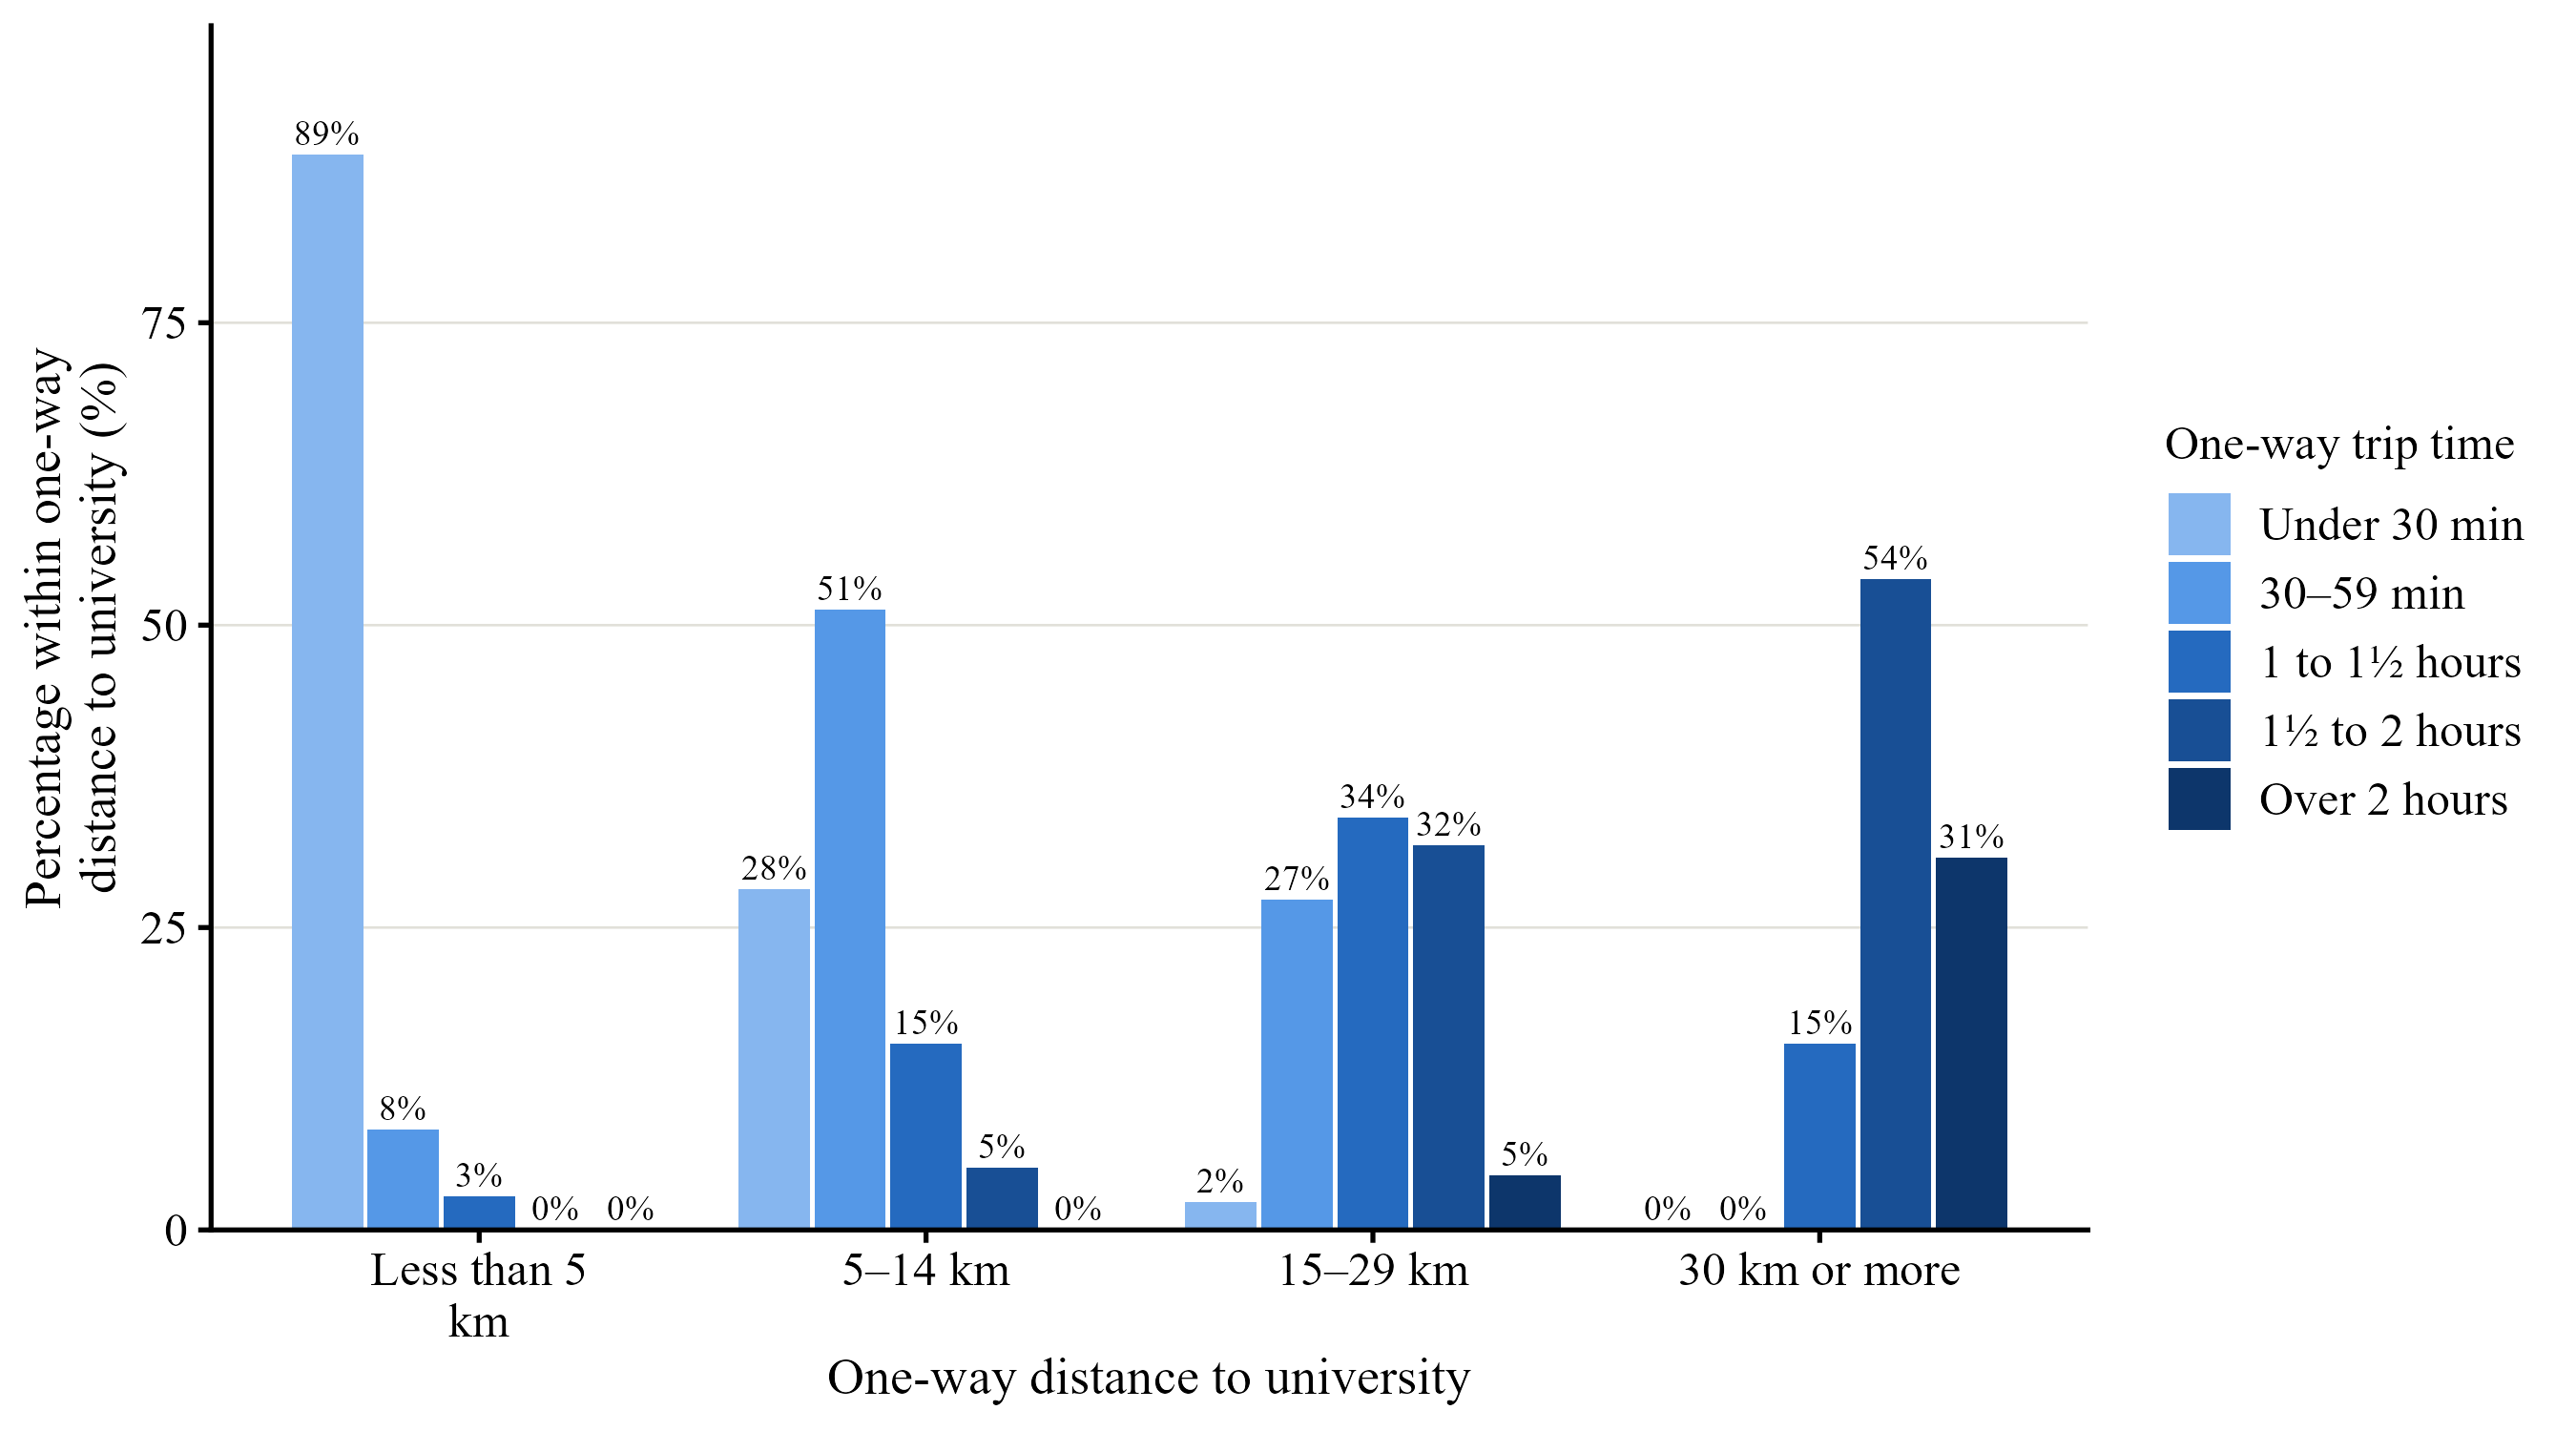 Percentage within one-way
distance to university (%)
75
50
25
0
89%
8%
3%
0%
0%
28%
51%
15%
5%
0%
2%
27%
34%
32%
5%
0%
0%
15%
54%
31%
Less than 5
km
5–14 km
15–29 km
30 km or more
One-way distance to university
One-way trip time
Under 30 min
30–59 min
1 to 1½ hours
1½ to 2 hours
Over 2 hours